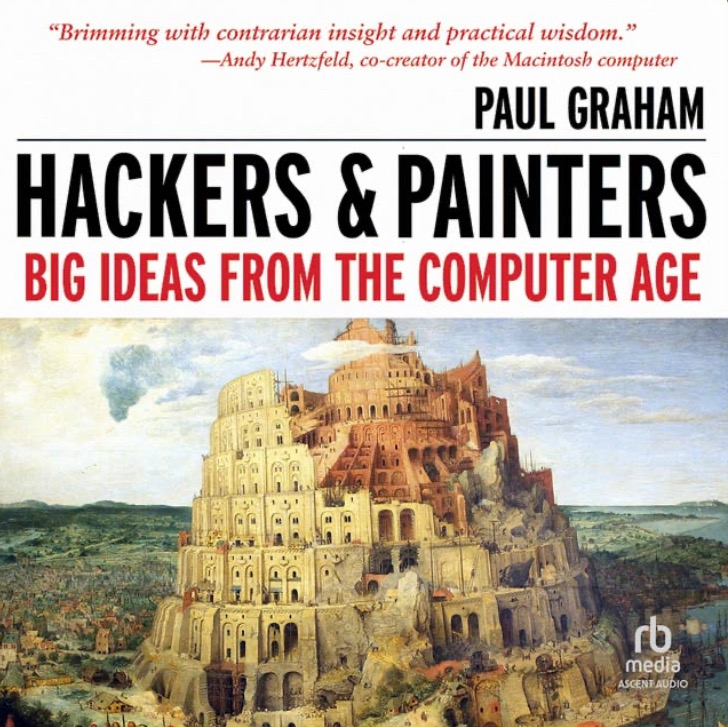 “Brimming with contrarian insight and practical wisdom.”
—Andy Hertzfeld, co-creator of the Macintosh computer
PAUL GRAHAM
HACKERS & PAINTERS
BIG IDEAS FROM THE COMPUTER AGE
rb
media
ASCENT AUDIO